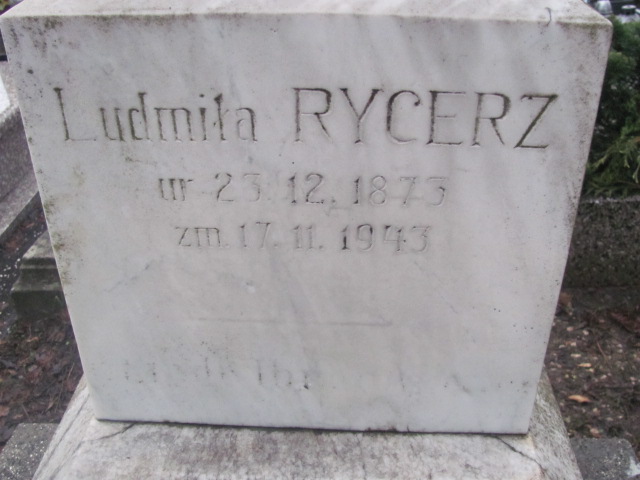 Ludmiła RYCERZ
ur 23. 12. 1873
zm. 17. 11. 1943